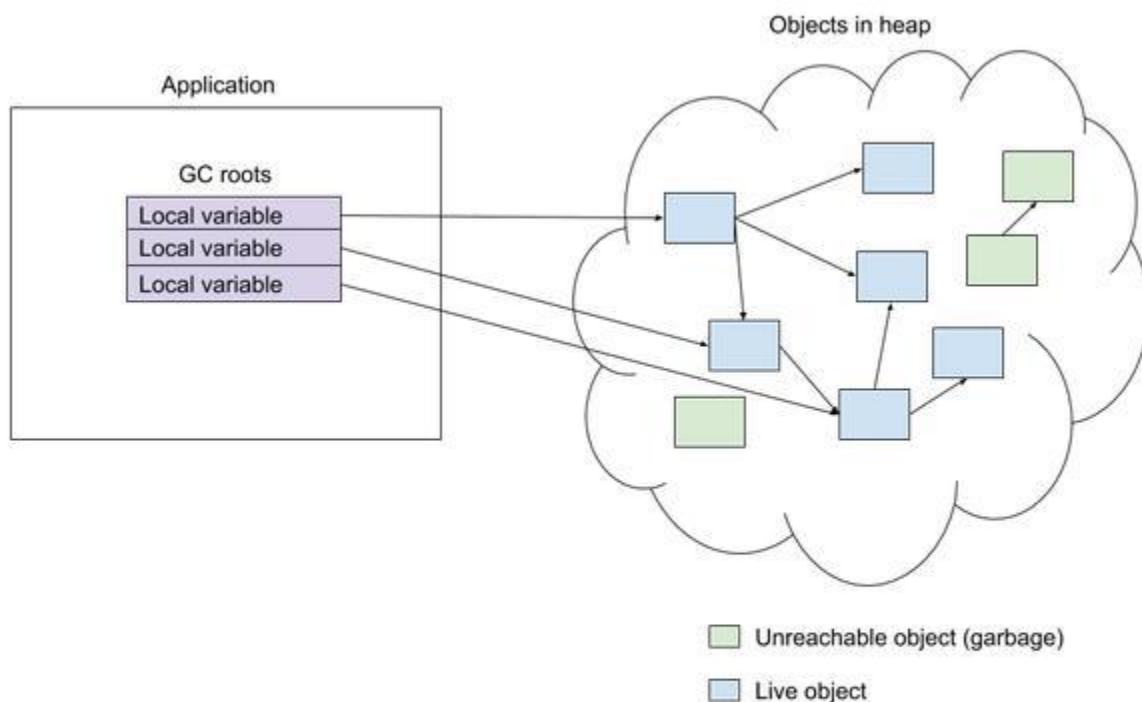 Objects in heap
Application
GC roots
Local variable
Local variable
Local variable
Unreachable object (garbage)
Live object